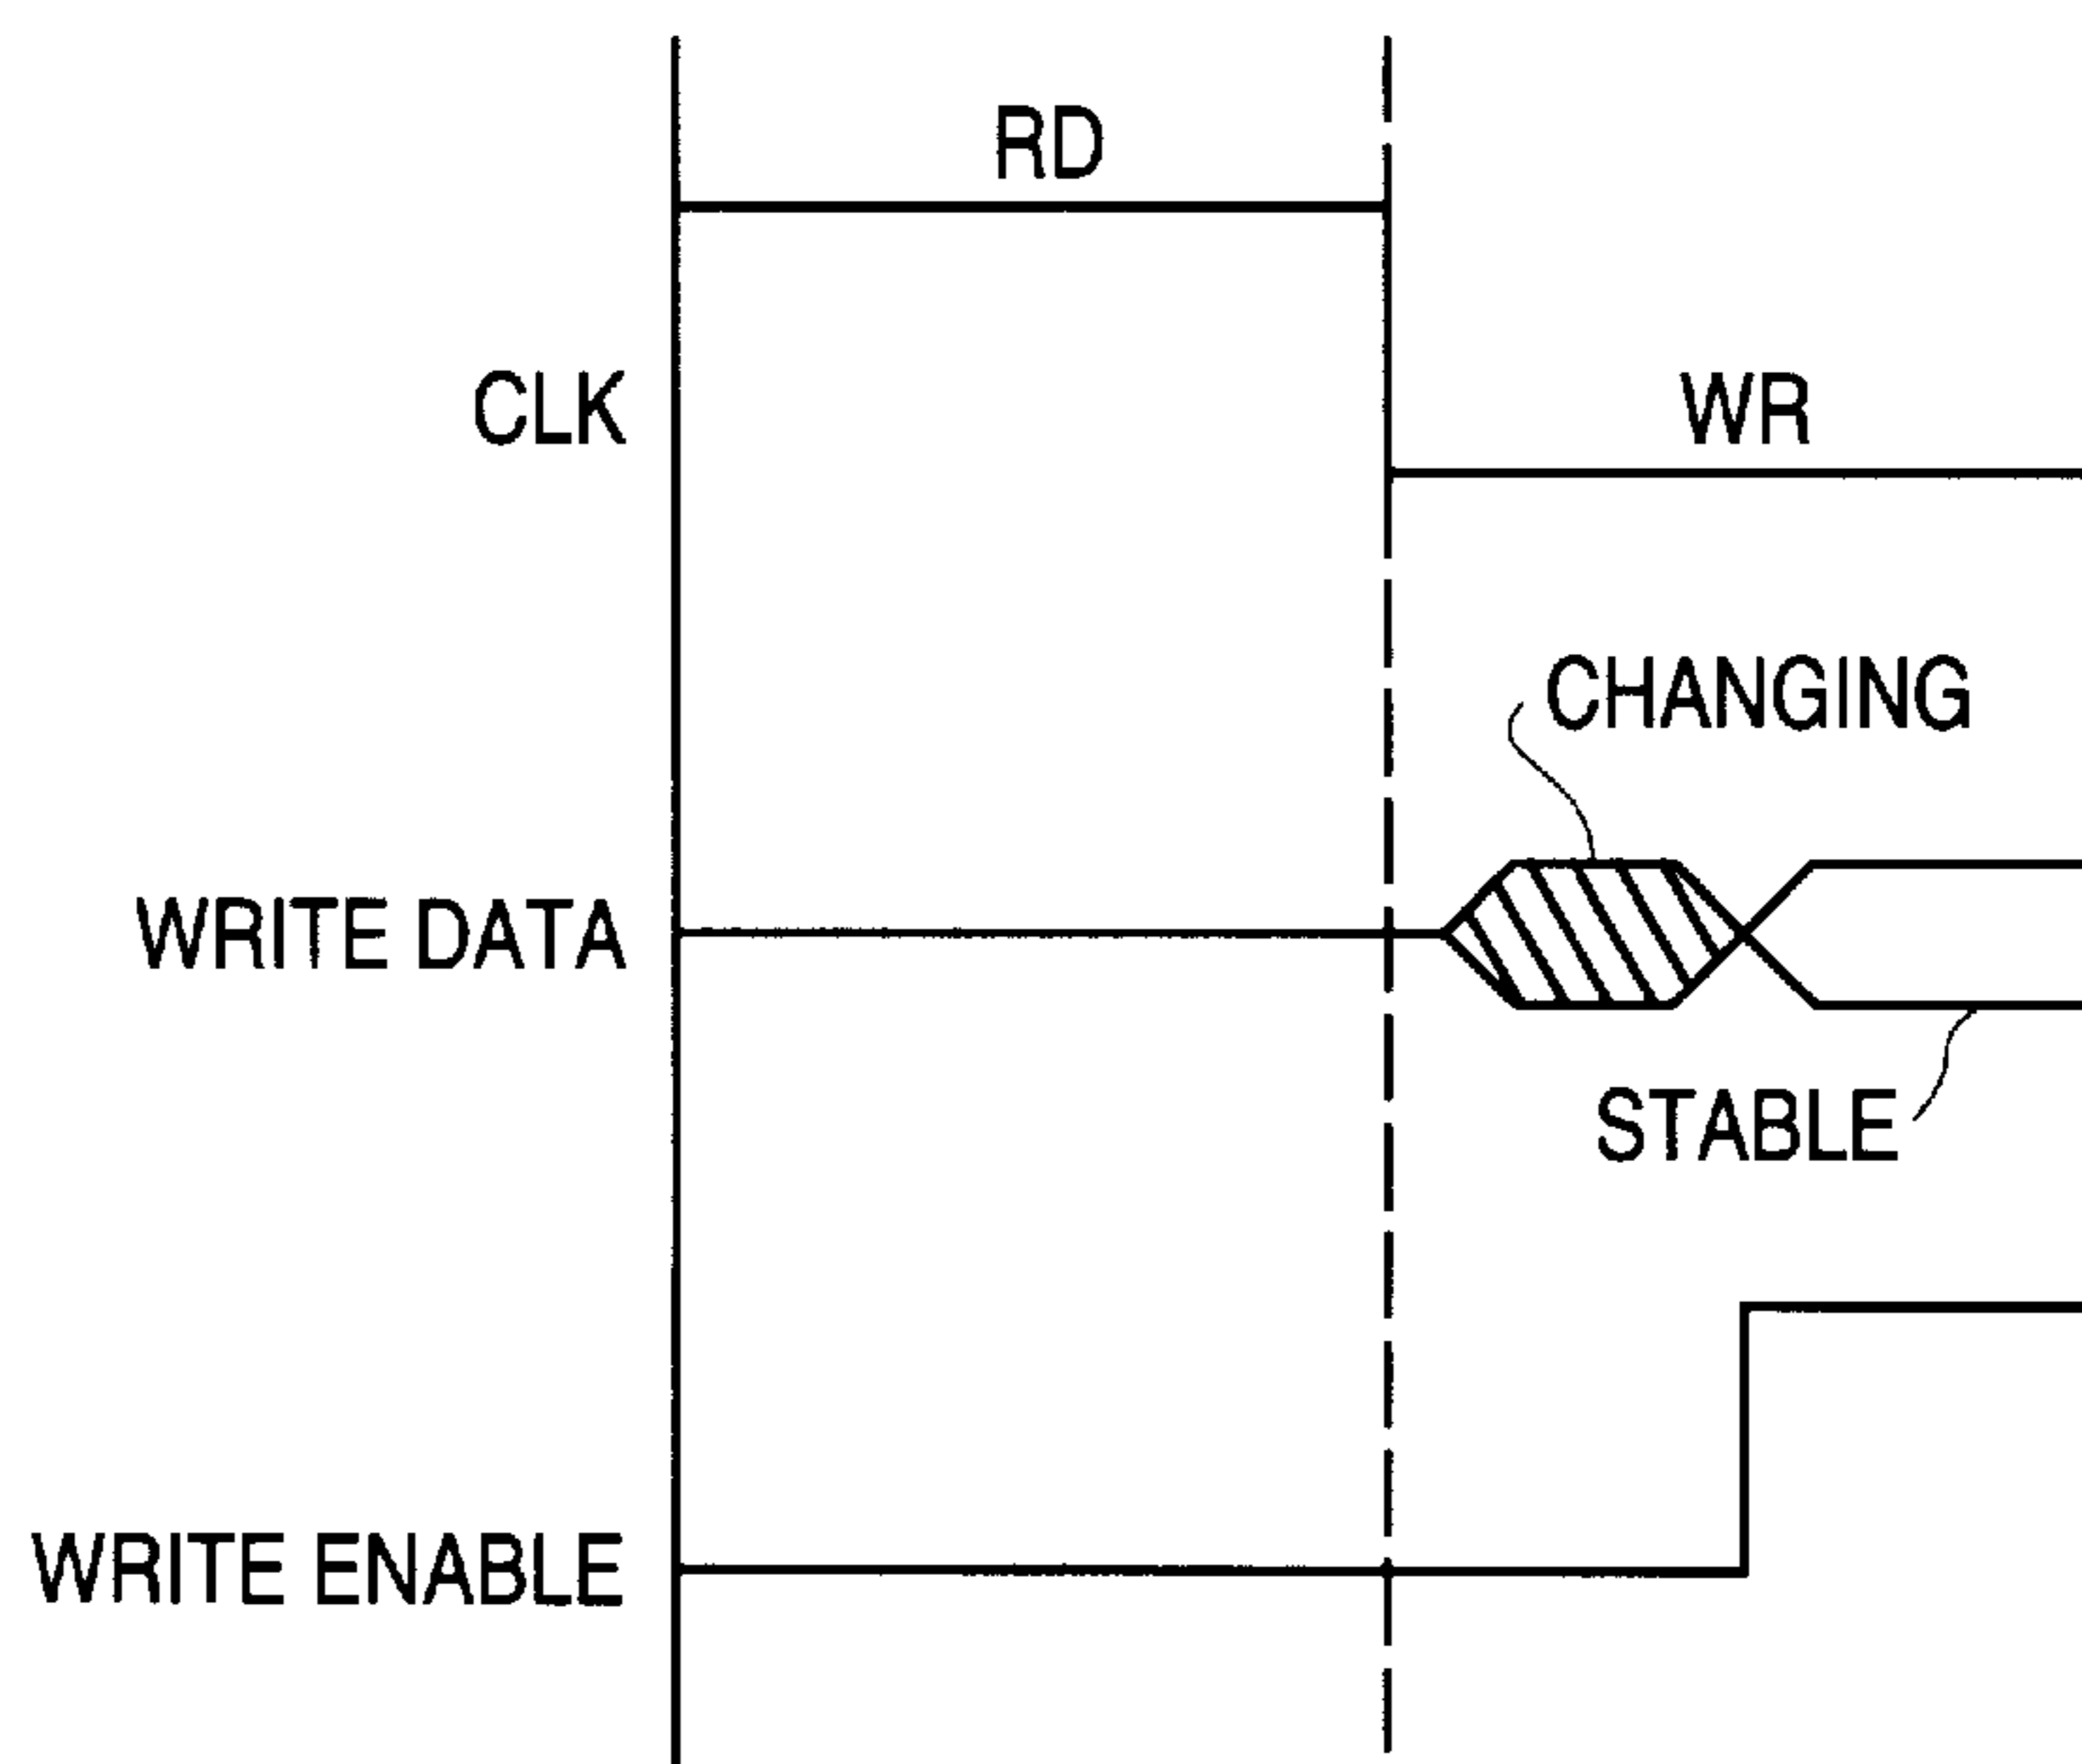 RD
CLK
WR
CHANGING
WRITE DATA
STABLE
WRITE ENABLE